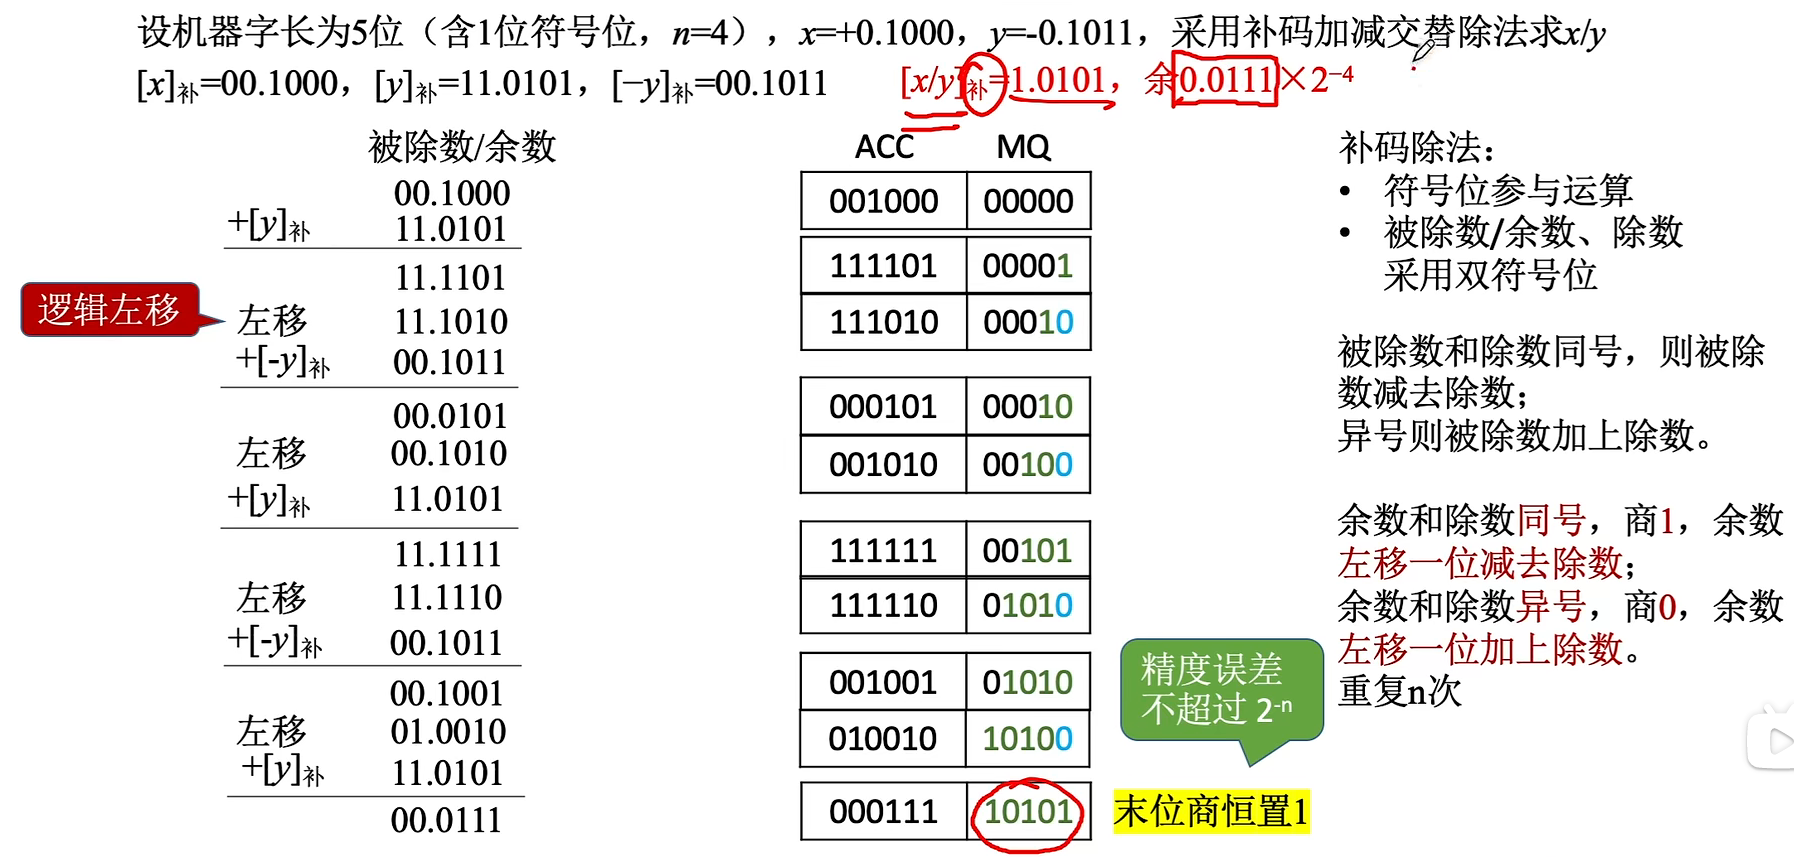 设机器字长为5位（含1位符号位，n=4），x=+0.1000，y=-0.1011，采用补码加减交替除法求x/y
[x]补=00.1000，[y]补=11.0101，[−y]补=00.1011 [x/y]补=1.0101，余0.0111×2⁻⁴
被除数/余数 ACC MQ
00.1000 001000 00000
+[y]补 11.0101
11.1101 111101 00001
逻辑左移
左移 11.1010 111010 00010
+[-y]补 00.1011
00.0101 000101 00010
左移 00.1010 001010 00100
+[y]补 11.0101
11.1111 111111 00101
左移 11.1110 111110 01010
+[-y]补 00.1011
00.1001 001001 01010
左移 01.0010 010010 10100
+[y]补 11.0101
00.0111 000111 10101
末位商恒置1
精度误差
不超过 2⁻ⁿ
补码除法：
• 符号位参与运算
• 被除数/余数、除数
采用双符号位
被除数和除数同号，则被除
数减去除数；
异号则被除数加上除数。
余数和除数同号，商1，余数
左移一位减去除数；
余数和除数异号，商0，余数
左移一位加上除数。
重复n次